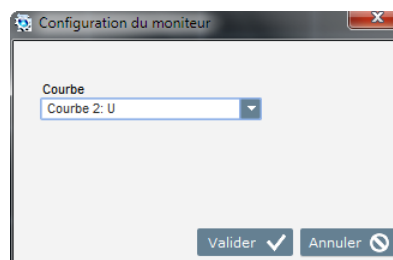 Configuration du moniteur
Courbe
Courbe 2: U
Valider
Annuler